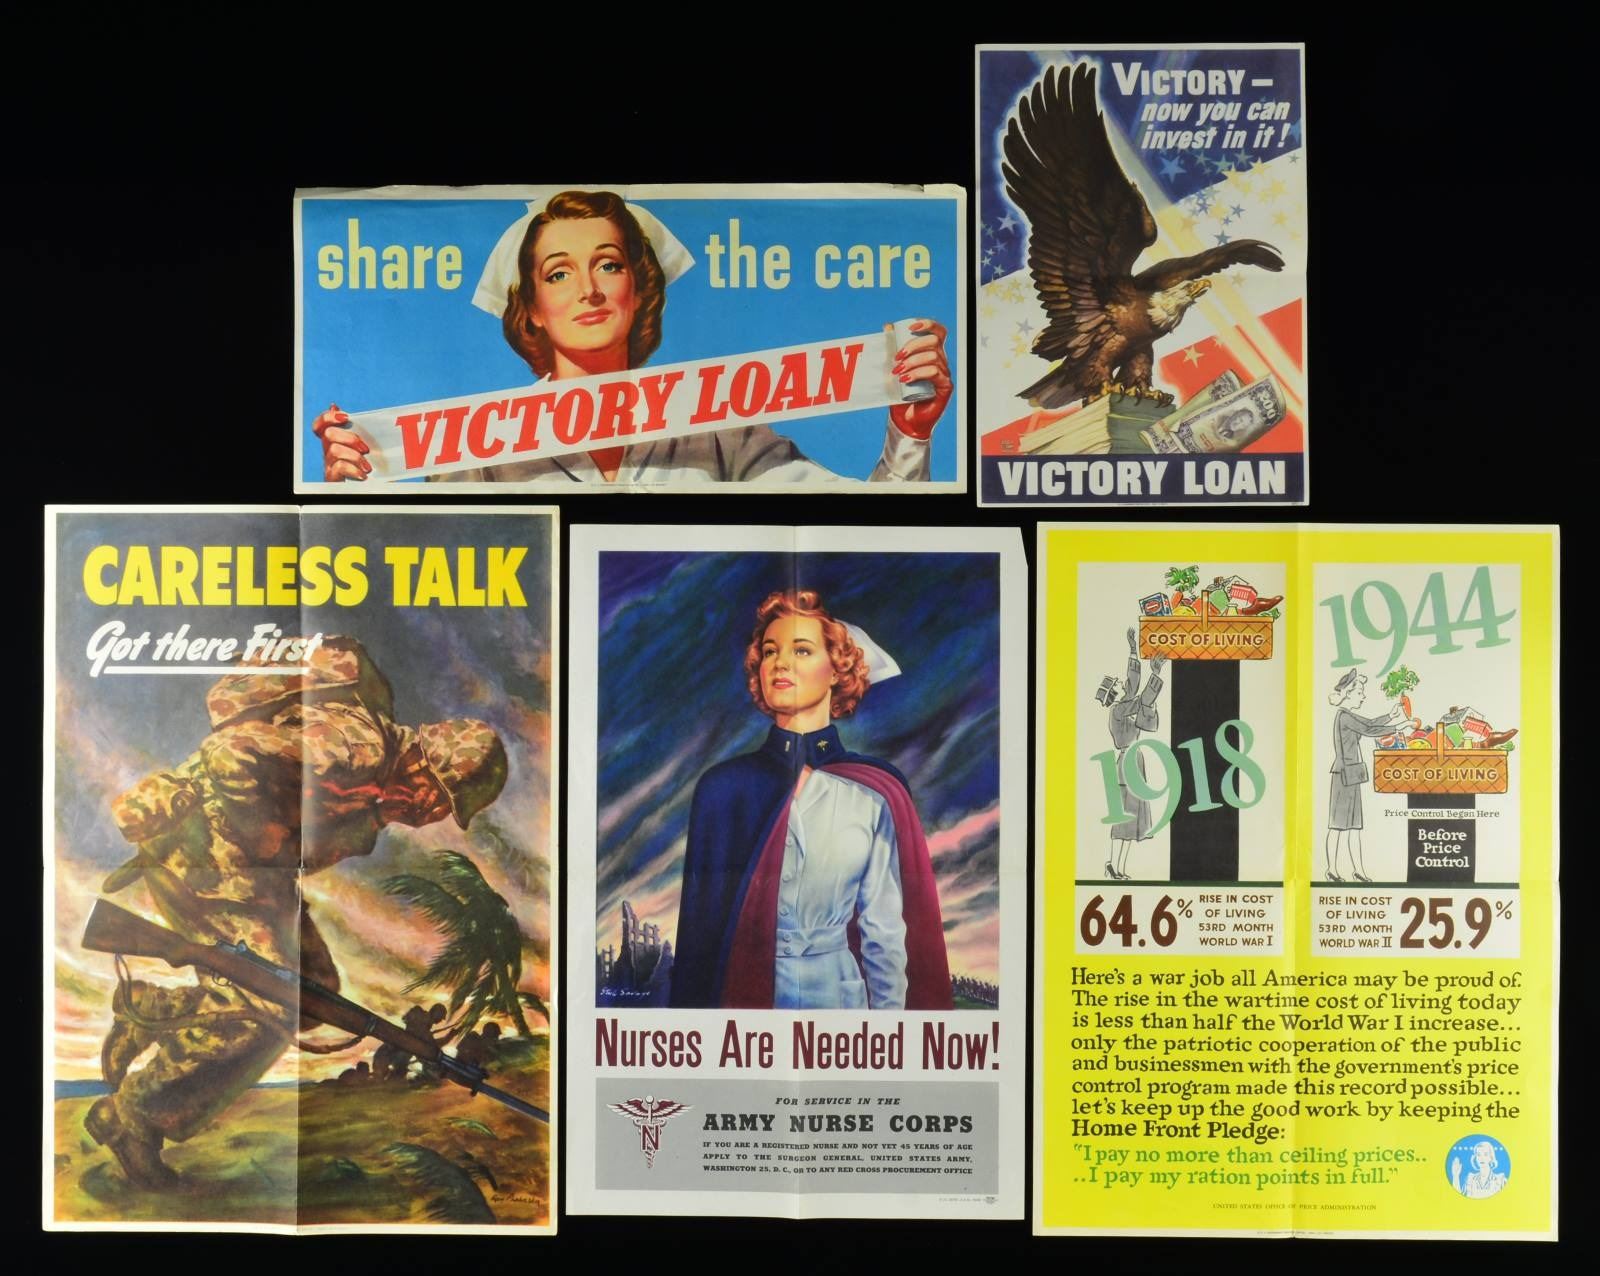 share the care
VICTORY LOAN
VICTORY –
now you can
invest in it!
200
VICTORY LOAN
CARELESS TALK
Got there First
Nurses Are Needed Now!
FOR SERVICE IN THE
ARMY NURSE CORPS
IF YOU ARE A REGISTERED NURSE AND NOT YET 45 YEARS OF AGE
APPLY TO THE SURGEON GENERAL, UNITED STATES ARMY,
WASHINGTON 25, D. C., OR TO ANY RED CROSS PROCUREMENT OFFICE
N
COST OF LIVING
1918
64.6%
RISE IN COST
OF LIVING
53RD MONTH
WORLD WAR I
1944
COST OF LIVING
Price Control Began Here
Before
Price
Control
RISE IN COST
OF LIVING
53RD MONTH
WORLD WAR II
25.9%
Here's a war job all America may be proud of.
The rise in the wartime cost of living today
is less than half the World War I increase...
only the patriotic cooperation of the public
and businessmen with the government's price
control program made this record possible...
let's keep up the good work by keeping the
Home Front Pledge:
"I pay no more than ceiling prices..
..I pay my ration points in full."
UNITED STATES OFFICE OF PRICE ADMINISTRATION